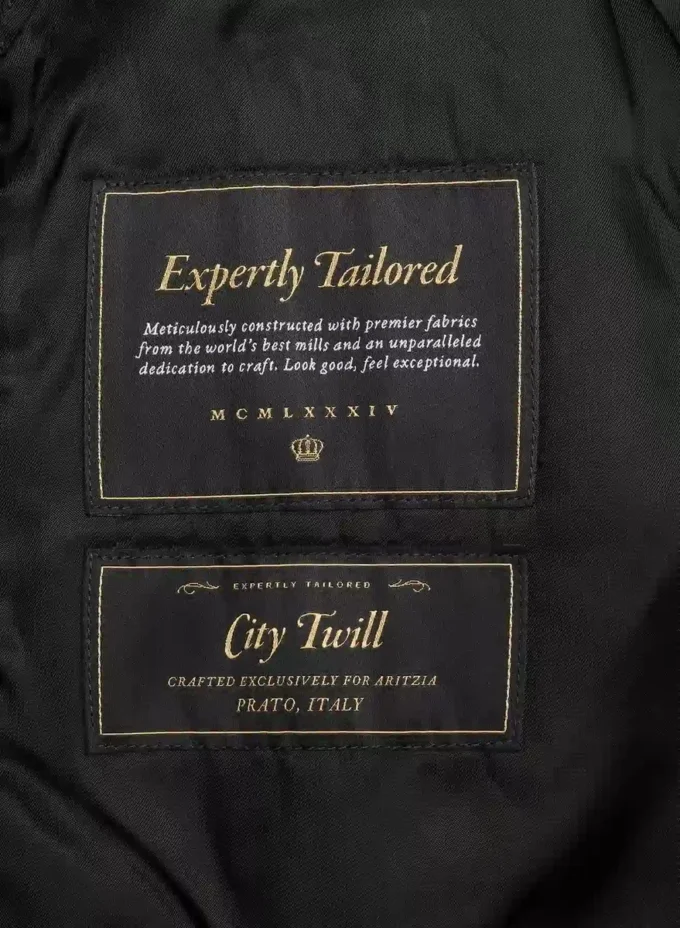 Expertly Tailored
Meticulously constructed with premier fabrics
from the world's best mills and an unparalleled
dedication to craft. Look good, feel exceptional.
MCMLXXXIV
EXPERTLY TAILORED
City Twill
CRAFTED EXCLUSIVELY FOR ARITZIA
PRATO, ITALY